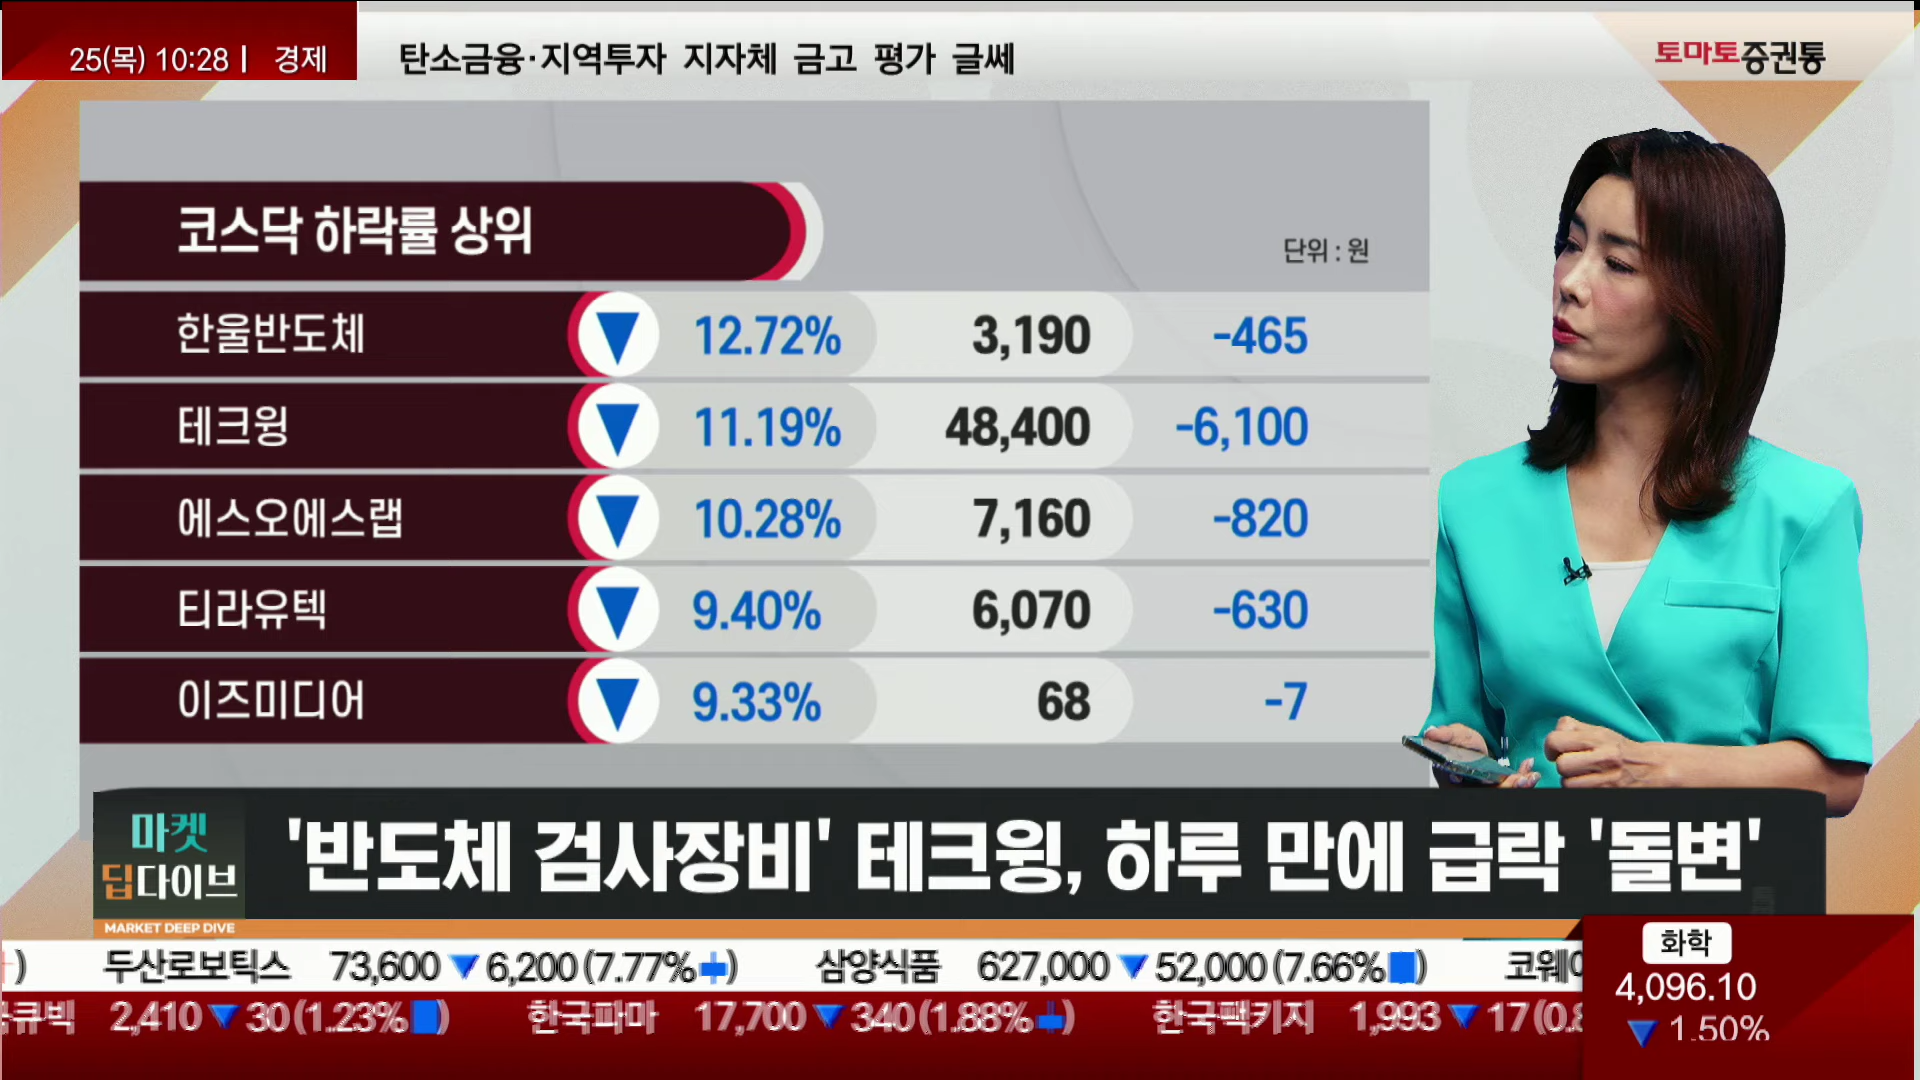 25(목) 10:28 | 경제
탄소금융·지역투자 지자체 금고 평가 글쎄
토마토증권통
코스닥 하락률 상위
단위 : 원
한울반도체 ▼ 12.72% 3,190 -465
테크윙 ▼ 11.19% 48,400 -6,100
에스오에스랩 ▼ 10.28% 7,160 -820
티라유텍 ▼ 9.40% 6,070 -630
이즈미디어 ▼ 9.33% 68 -7
마켓
딥다이브
MARKET DEEP DIVE
'반도체 검사장비' 테크윙, 하루 만에 급락 '돌변'
) 두산로보틱스 73,600 ▼ 6,200 (7.77%) 삼양식품 627,000 ▼ 52,000 (7.66%) 코웨이
큐빅 2,410 ▼ 30 (1.23%) 한국파마 17,700 ▼ 340 (1.88%) 한국팩키지 1,993 ▼ 17 (0.8
화학
4,096.10
▼ 1.50%